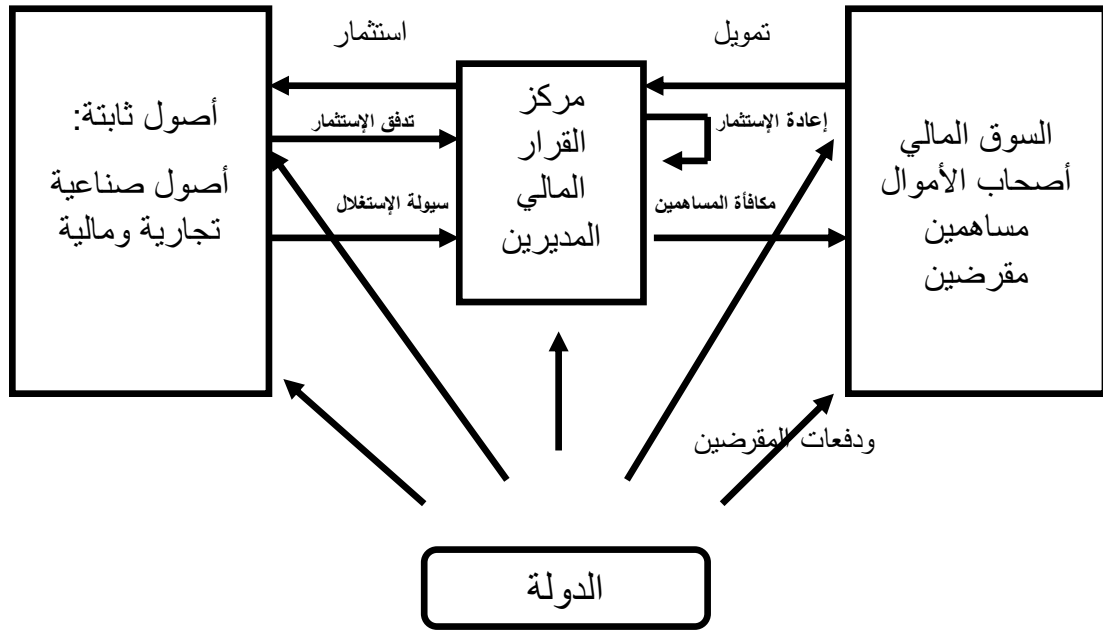 تمويل
استثمار
السوق المالي
أصحاب الأموال
مساهمين
مقرضين
إعادة الإستثمار
مكافأة المساهمين
ودفعات المقرضين
مركز
القرار
المالي
المديرين
تدفق الإستثمار
سيولة الإستغلال
أصول ثابتة:
أصول صناعية
تجارية ومالية
الدولة